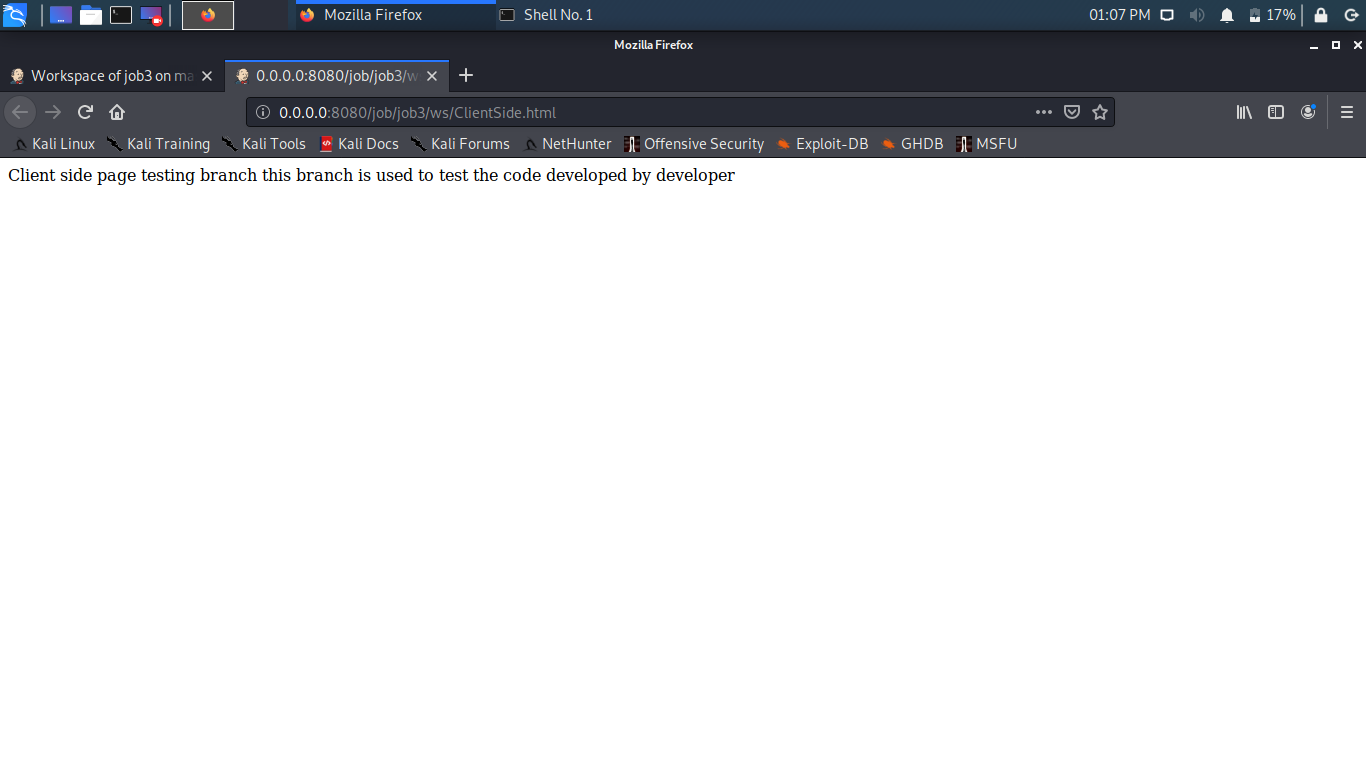 Mozilla Firefox
Shell No. 1
01:07 PM
17%
Mozilla Firefox
Workspace of job3 on ma
0.0.0.0:8080/job/job3/w
0.0.0.0:8080/job/job3/ws/ClientSide.html
Kali Linux Kali Training Kali Tools Kali Docs Kali Forums NetHunter Offensive Security Exploit-DB GHDB MSFU
Client side page testing branch this branch is used to test the code developed by developer